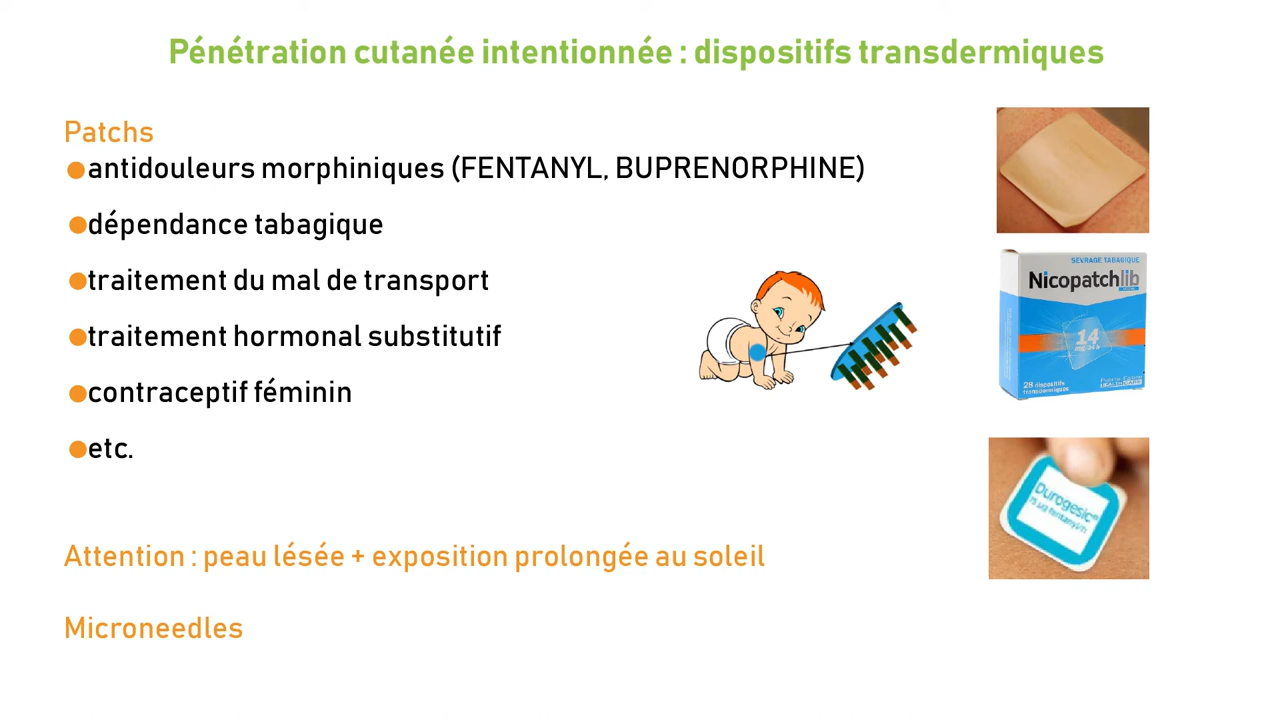 Pénétration cutanée intentionnée : dispositifs transdermiques
Patchs
antidouleurs morphiniques (FENTANYL, BUPRENORPHINE)
dépendance tabagique
traitement du mal de transport
traitement hormonal substitutif
contraceptif féminin
etc.
SEVRAGE TABAGIQUE
Nicopatchlib
14
28 dispositifs
transdermiques
Durogesic®
fentanyl/h
Attention : peau lésée + exposition prolongée au soleil
Microneedles